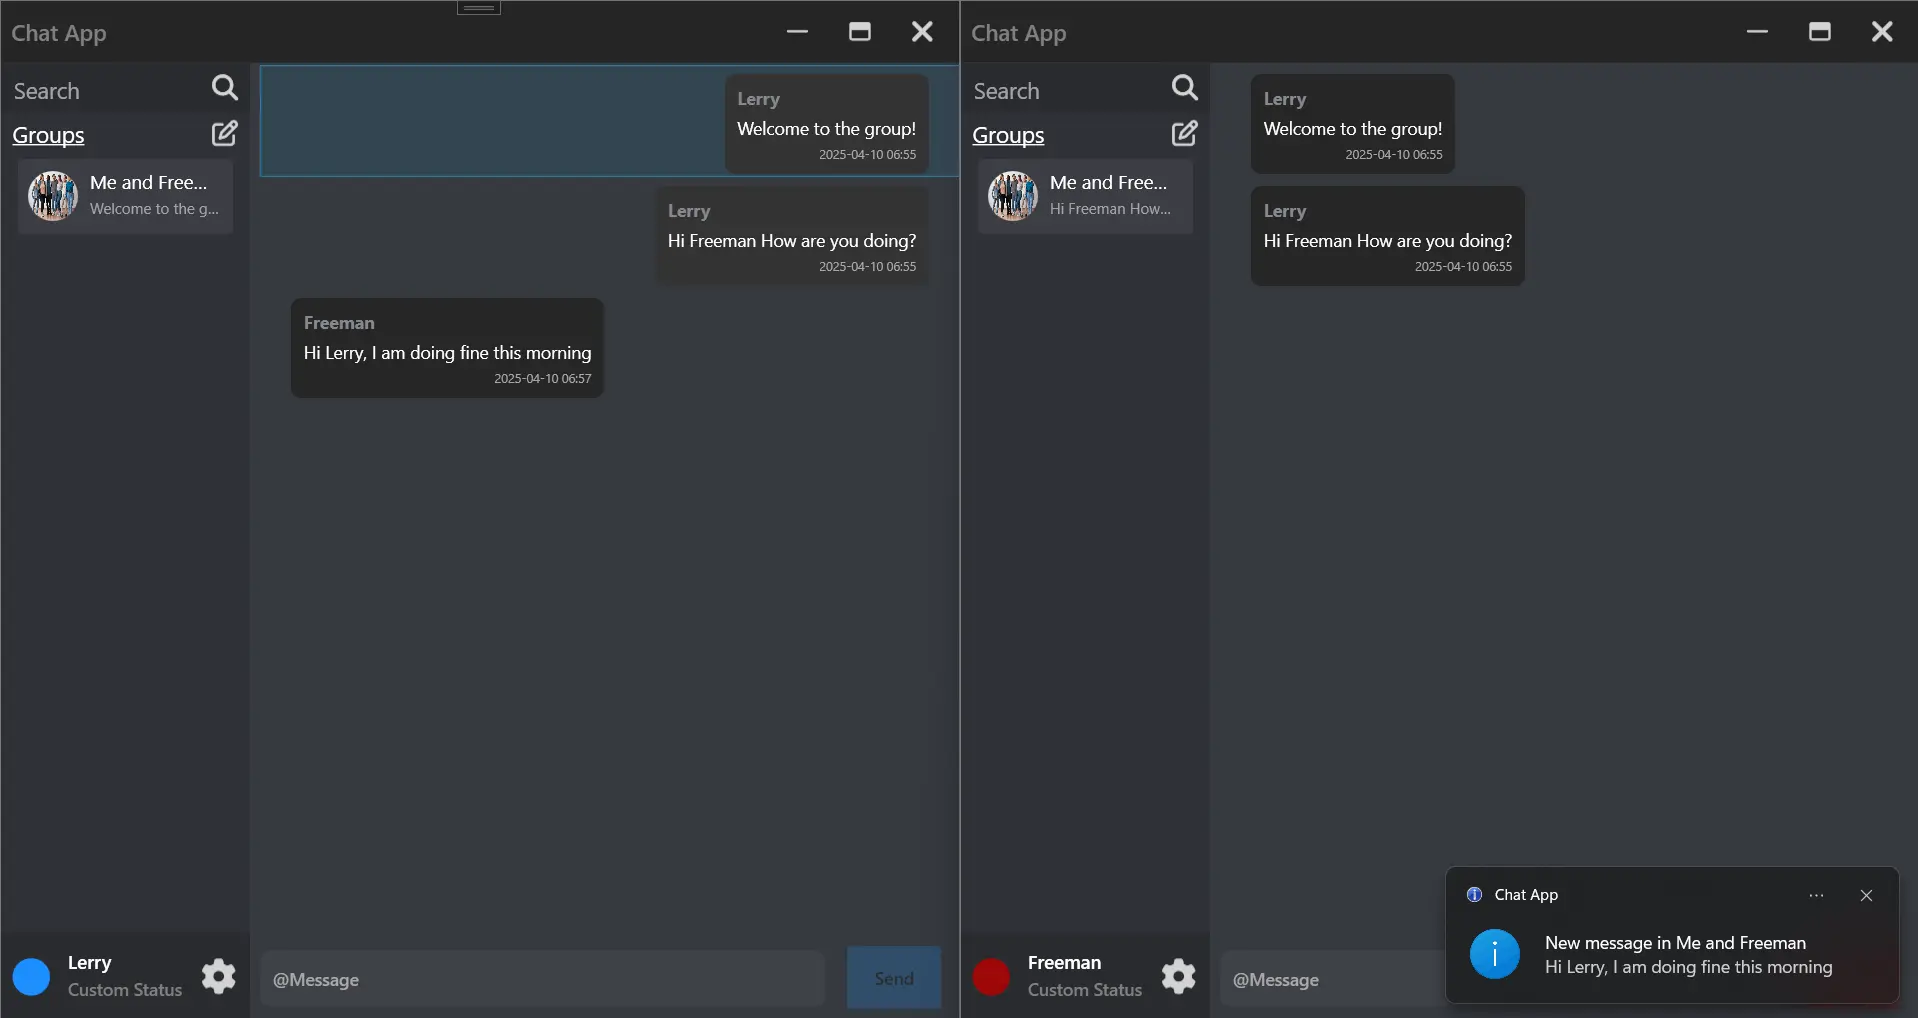 Chat App
Search
Groups
Me and Free...
Welcome to the g...
Lerry
Welcome to the group!
2025-04-10 06:55
Lerry
Hi Freeman How are you doing?
2025-04-10 06:55
Freeman
Hi Lerry, I am doing fine this morning
2025-04-10 06:57
Lerry
Custom Status
@Message
Send
Chat App
Search
Groups
Me and Free...
Hi Freeman How...
Lerry
Welcome to the group!
2025-04-10 06:55
Lerry
Hi Freeman How are you doing?
2025-04-10 06:55
Freeman
Custom Status
@Message
Chat App
New message in Me and Freeman
Hi Lerry, I am doing fine this morning